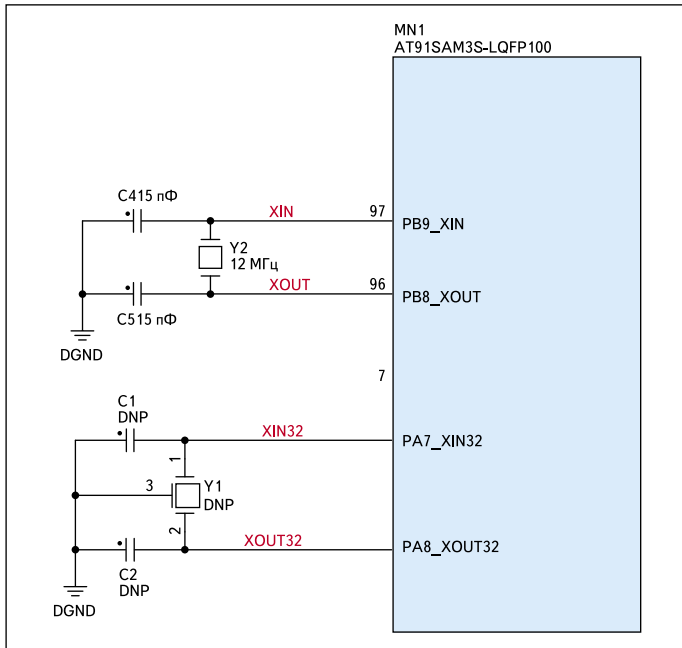 MN1
AT91SAM3S-LQFP100
C415 пФ
XIN
97
PB9_XIN
Y2
12 МГц
XOUT
96
PB8_XOUT
C515 пФ
DGND
7
C1
DNP
XIN32
PA7_XIN32
1
3
Y1
DNP
2
XOUT32
PA8_XOUT32
C2
DNP
DGND